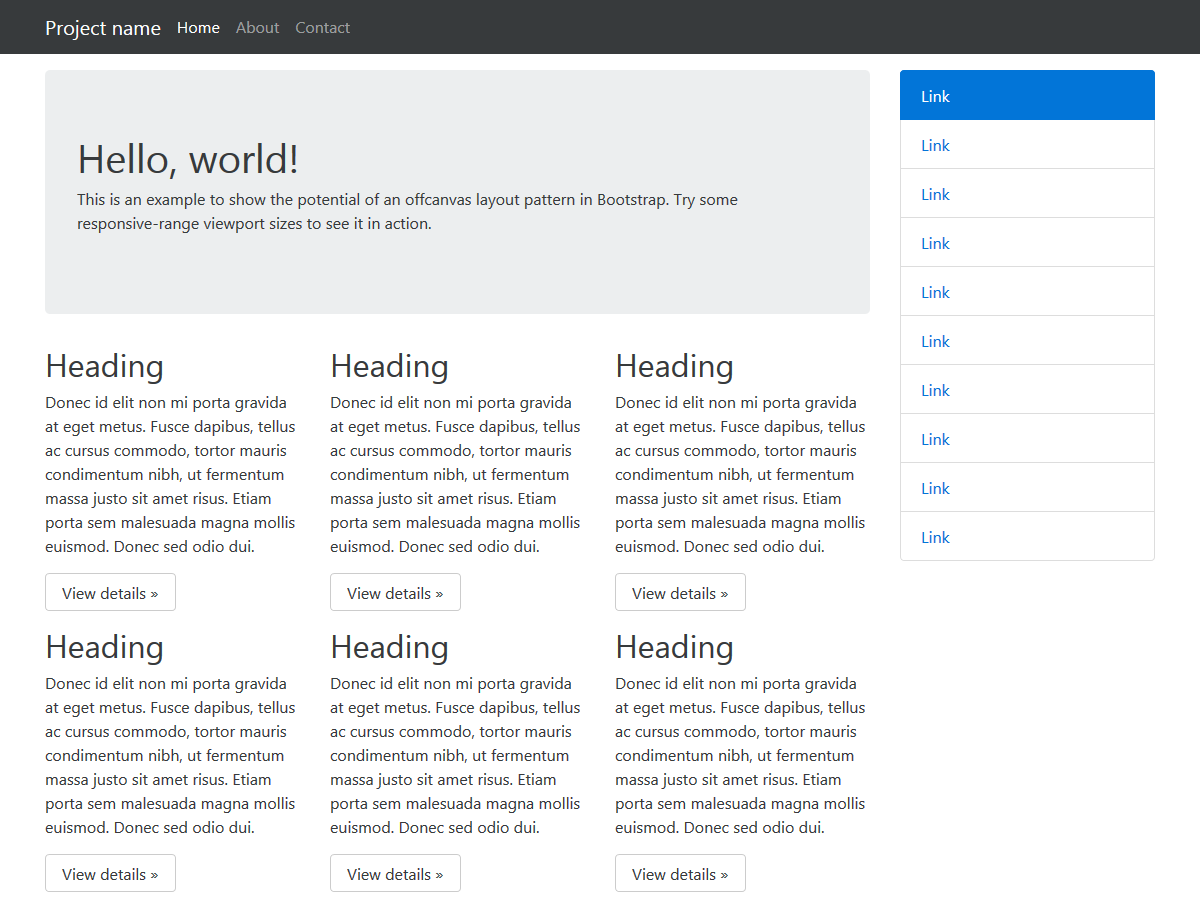 Project name Home About Contact
Hello, world!
This is an example to show the potential of an offcanvas layout pattern in Bootstrap. Try some
responsive-range viewport sizes to see it in action.
Heading
Donec id elit non mi porta gravida
at eget metus. Fusce dapibus, tellus
ac cursus commodo, tortor mauris
condimentum nibh, ut fermentum
massa justo sit amet risus. Etiam
porta sem malesuada magna mollis
euismod. Donec sed odio dui.
View details »
Heading
Donec id elit non mi porta gravida
at eget metus. Fusce dapibus, tellus
ac cursus commodo, tortor mauris
condimentum nibh, ut fermentum
massa justo sit amet risus. Etiam
porta sem malesuada magna mollis
euismod. Donec sed odio dui.
View details »
Heading
Donec id elit non mi porta gravida
at eget metus. Fusce dapibus, tellus
ac cursus commodo, tortor mauris
condimentum nibh, ut fermentum
massa justo sit amet risus. Etiam
porta sem malesuada magna mollis
euismod. Donec sed odio dui.
View details »
Heading
Donec id elit non mi porta gravida
at eget metus. Fusce dapibus, tellus
ac cursus commodo, tortor mauris
condimentum nibh, ut fermentum
massa justo sit amet risus. Etiam
porta sem malesuada magna mollis
euismod. Donec sed odio dui.
View details »
Heading
Donec id elit non mi porta gravida
at eget metus. Fusce dapibus, tellus
ac cursus commodo, tortor mauris
condimentum nibh, ut fermentum
massa justo sit amet risus. Etiam
porta sem malesuada magna mollis
euismod. Donec sed odio dui.
View details »
Heading
Donec id elit non mi porta gravida
at eget metus. Fusce dapibus, tellus
ac cursus commodo, tortor mauris
condimentum nibh, ut fermentum
massa justo sit amet risus. Etiam
porta sem malesuada magna mollis
euismod. Donec sed odio dui.
View details »
Link
Link
Link
Link
Link
Link
Link
Link
Link
Link